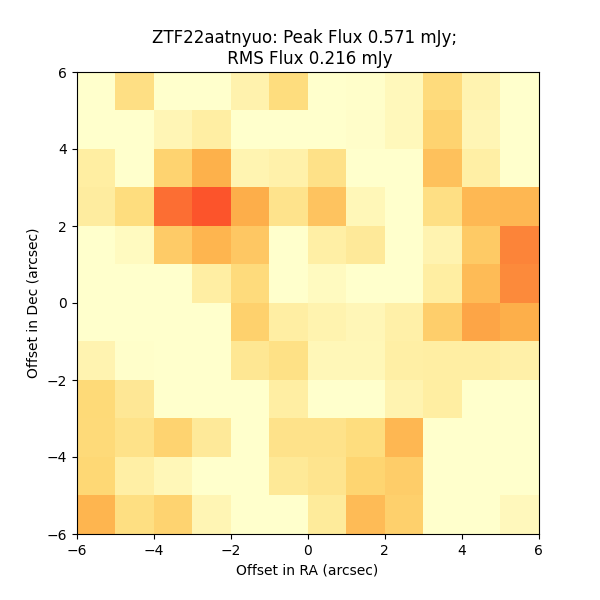 ZTF22aatnyuo: Peak Flux 0.571 mJy;
RMS Flux 0.216 mJy
6
4
2
0
−2
−4
−6
Offset in Dec (arcsec)
−6 −4 −2 0 2 4 6
Offset in RA (arcsec)